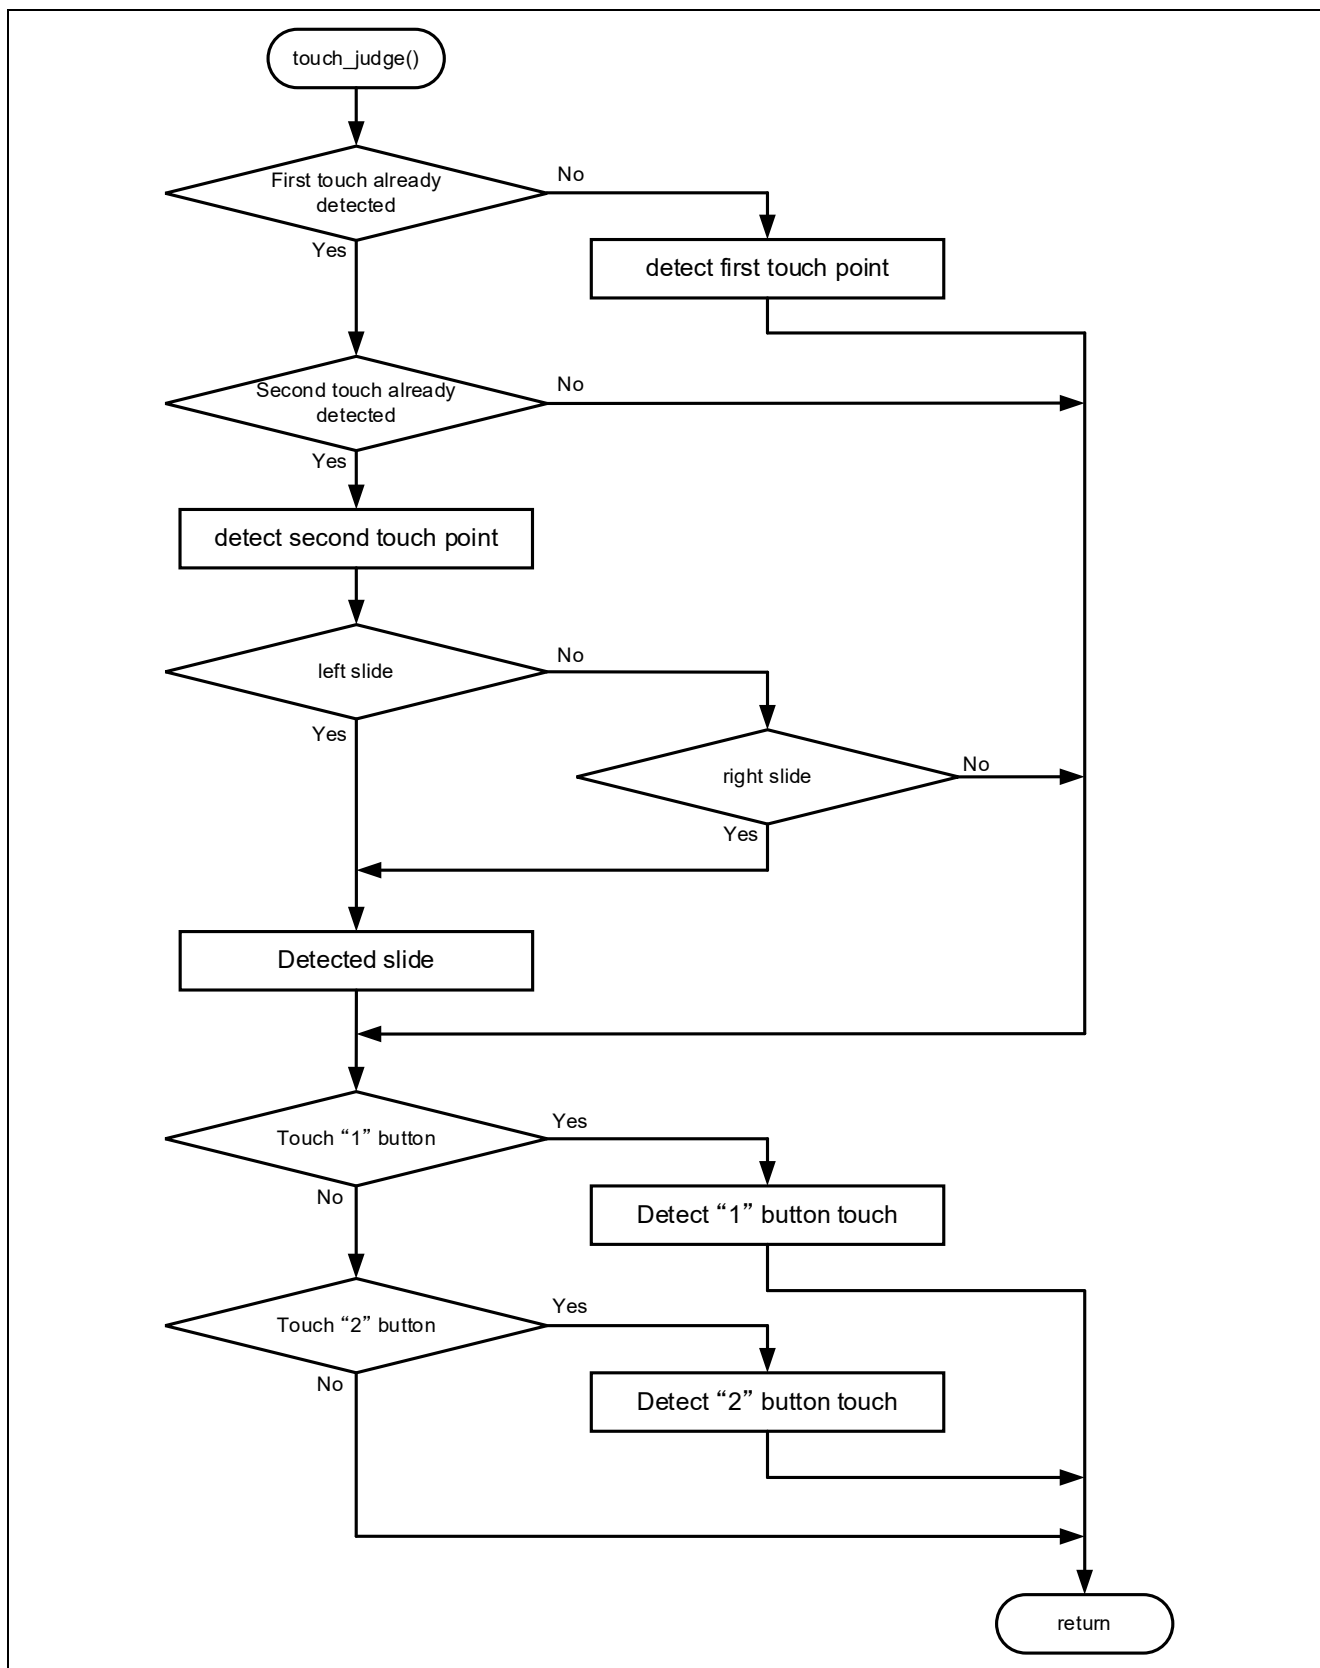 touch_judge()
First touch already
detected
No
Yes
detect first touch point
Second touch already
detected
No
Yes
detect second touch point
left slide
No
Yes
right slide
No
Yes
Detected slide
Touch “1” button
Yes
No
Detect “1” button touch
Touch “2” button
Yes
No
Detect “2” button touch
return